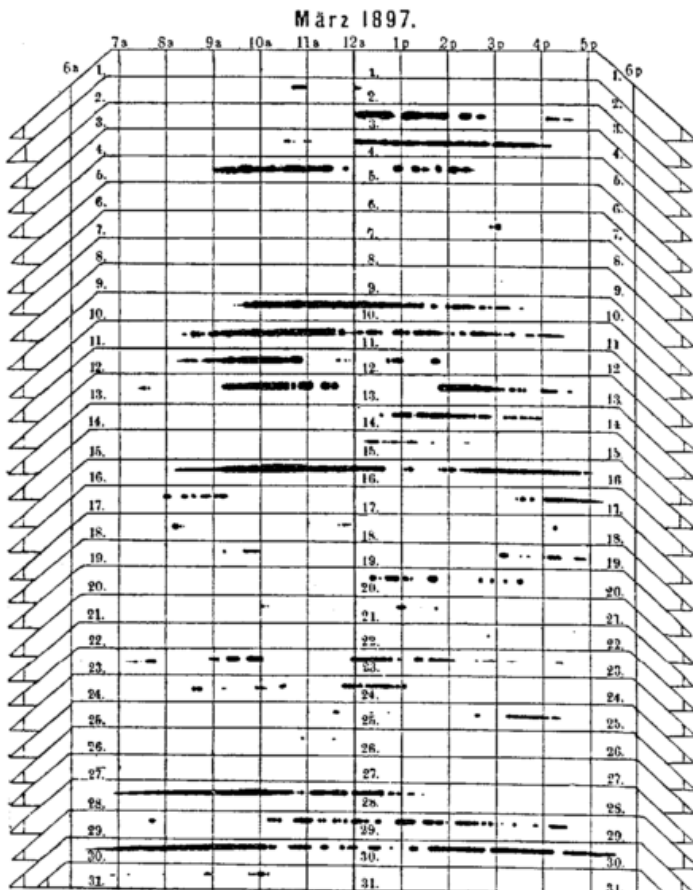 März 1897.
7a 8a 9a 10a 11a 12a 1p 2p 3p 4p 5p
6a 6p
1. 1. 1.
2. 2. 2.
3. 3. 3.
4. 4. 4.
5. 5. 5.
6. 6. 6.
7. 7. 7.
8. 8. 8.
9. 9. 9.
10. 10. 10.
11. 11. 11
12. 12. 12
13. 13. 13.
14. 14. 14.
15. 15. 15.
16. 16. 16
17. 17. 17.
18. 18. 18.
19. 19. 19.
20. 20. 20.
21. 21. 21.
22. 22. 22.
23. 23. 23.
24. 24. 24.
25. 25. 25.
26. 26. 26.
27. 27. 27.
28. 28. 28.
29. 29. 29.
30. 30. 30.
31. 31. 31